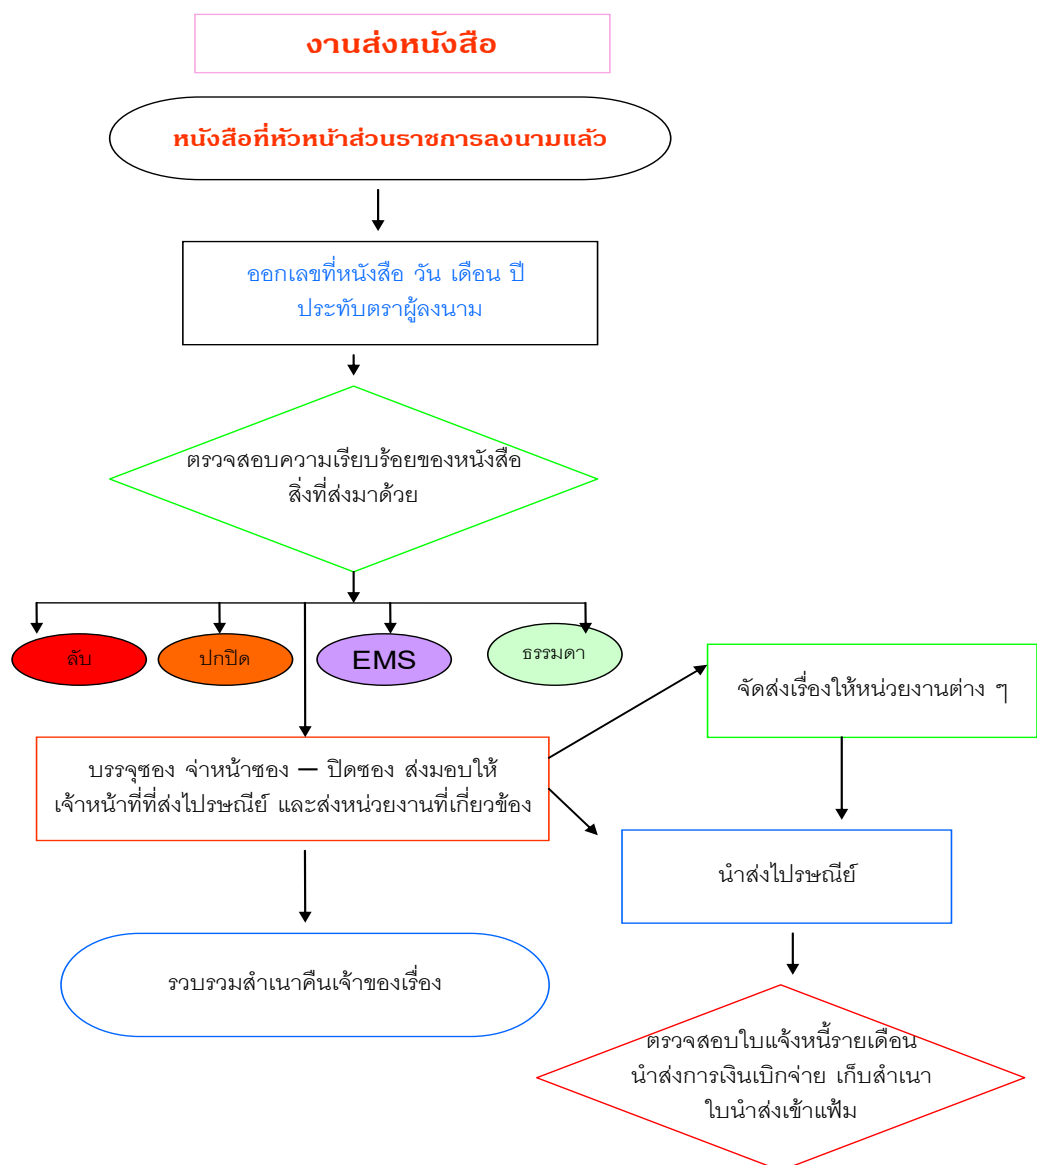 งานส่งหนังสือ
หนังสือที่หัวหน้าส่วนราชการลงนามแล้ว
ออกเลขที่หนังสือ วัน เดือน ปี
ประทับตราผู้ลงนาม
ตรวจสอบความเรียบร้อยของหนังสือ
สิ่งที่ส่งมาด้วย
ลับ
ปกปิด
EMS
ธรรมดา
จัดส่งเรื่องให้หน่วยงานต่าง ๆ
บรรจุซอง จ่าหน้าซอง – ปิดซอง ส่งมอบให้
เจ้าหน้าที่ที่ส่งไปรษณีย์ และส่งหน่วยงานที่เกี่ยวข้อง
นำส่งไปรษณีย์
รวบรวมสำเนาคืนเจ้าของเรื่อง
ตรวจสอบใบแจ้งหนี้รายเดือน
นำส่งการเงินเบิกจ่าย เก็บสำเนา
ใบนำส่งเข้าแฟ้ม